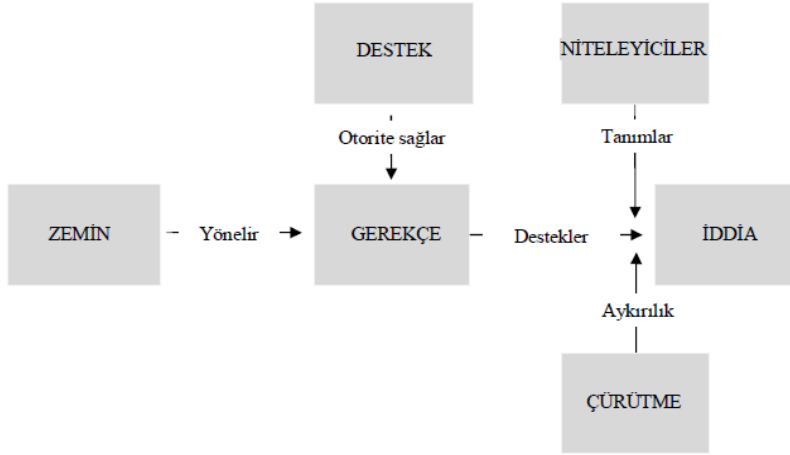 DESTEK
NİTELEYİCİLER
Otorite sağlar
Tanımlar
ZEMİN
Yönelir
GEREKÇE
Destekler
İDDİA
Aykırılık
ÇÜRÜTME